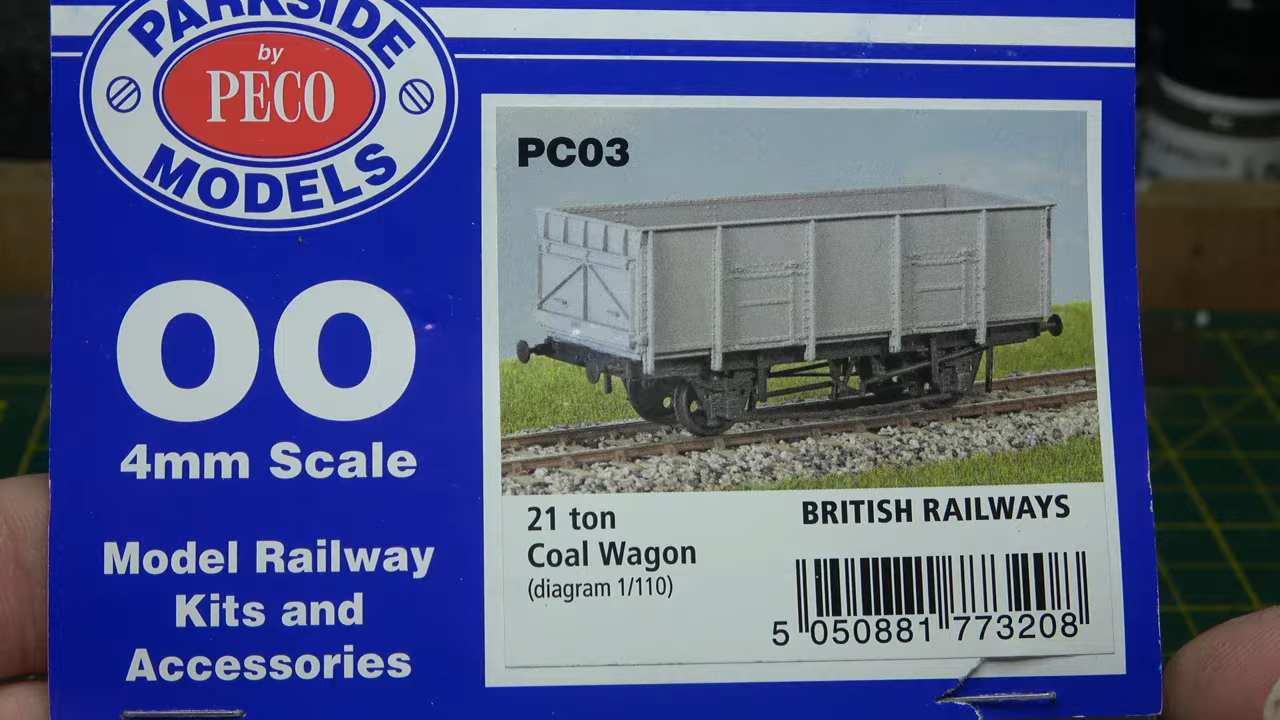 PARKSIDE
by
PECO
MODELS
OO
4mm Scale
Model Railway
Kits and
Accessories
PC03
21 ton
Coal Wagon
(diagram 1/110)
BRITISH RAILWAYS
5 050881 773208